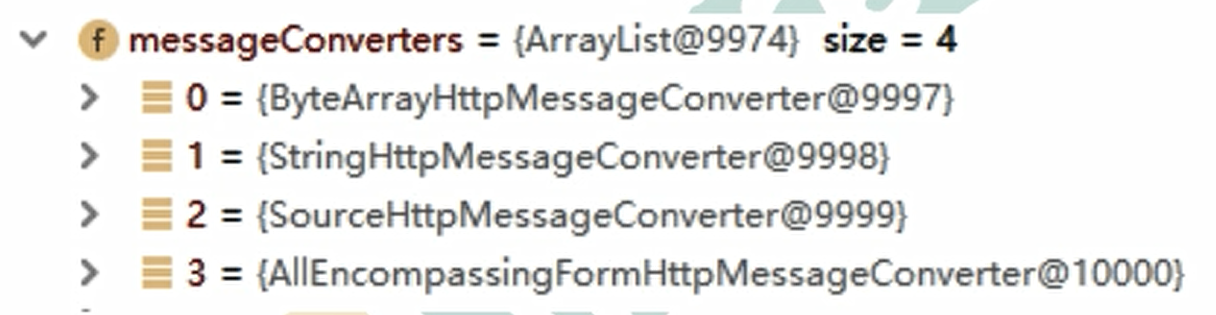 f messageConverters = {ArrayList@9974} size = 4
0 = {ByteArrayHttpMessageConverter@9997}
1 = {StringHttpMessageConverter@9998}
2 = {SourceHttpMessageConverter@9999}
3 = {AllEncompassingFormHttpMessageConverter@10000}